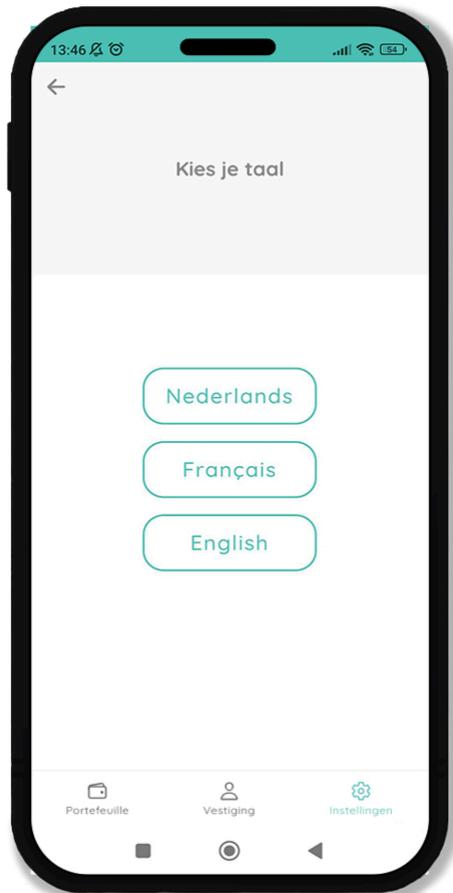 13:46
54
Kies je taal
Nederlands
Français
English
Portefeuille Vestiging Instellingen